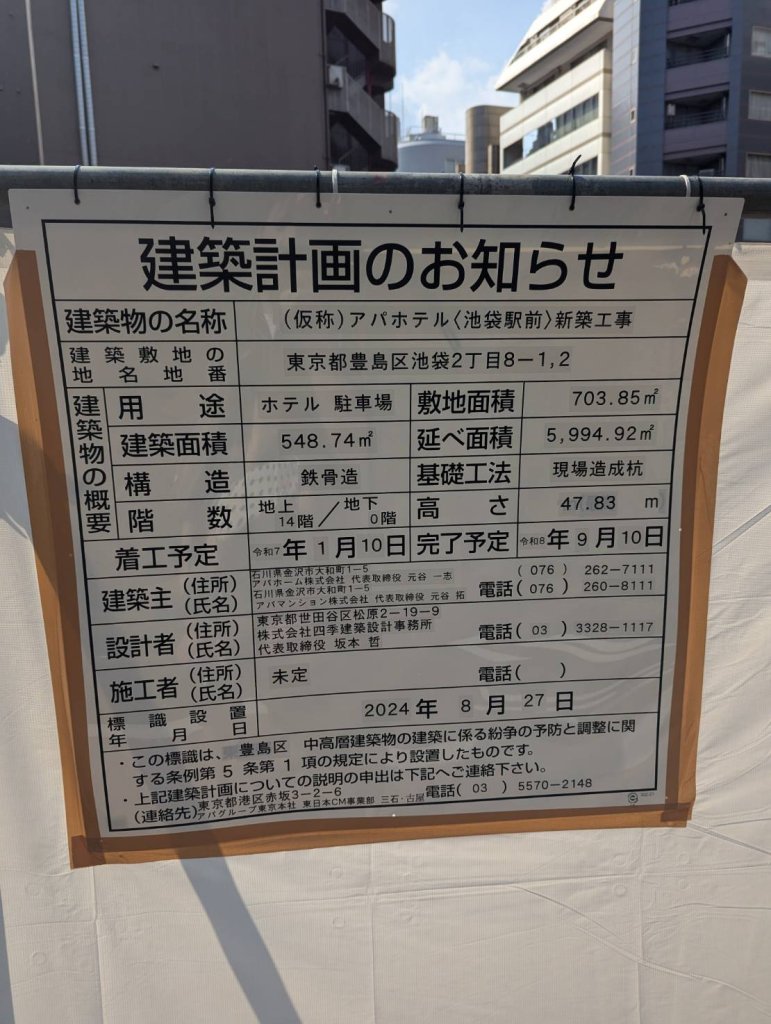 建築計画のお知らせ
建築物の名称 （仮称）アパホテル〈池袋駅前〉新築工事
建築敷地の地名地番 東京都豊島区池袋2丁目8－1,2
建築物の概要
用途 ホテル 駐車場 敷地面積 703.85㎡
建築面積 548.74㎡ 延べ面積 5,994.92㎡
構造 鉄骨造 基礎工法 現場造成杭
階数 地上14階／地下0階 高さ 47.83 m
着工予定 令和7年1月10日 完了予定 令和8年9月10日
建築主（住所）（氏名）
石川県金沢市大和町1－5
アパホーム株式会社 代表取締役 元谷 一志 （076）262－7111
石川県金沢市大和町1－5
アパマンション株式会社 代表取締役 元谷 拓 電話（076）260－8111
設計者（住所）（氏名）
東京都世田谷区松原2－19－9
株式会社四季建築設計事務所 電話（03）3328－1117
代表取締役 坂本 哲
施工者（住所）（氏名） 未定 電話（ ）
標識設置年月日 2024年8月27日
・この標識は、豊島区 中高層建築物の建築に係る紛争の予防と調整に関
する条例第5条第1項の規定により設置したものです。
・上記建築計画についての説明の申出は下記へご連絡下さい。
（連絡先）東京都港区赤坂3－2－6 電話（03）5570－2148
アパグループ東京本社 東日本CM事業部 三石・古屋